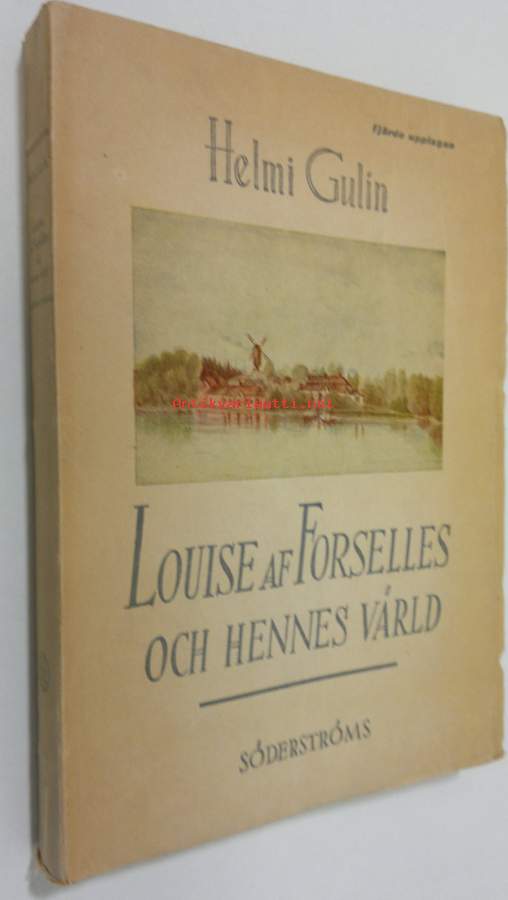 fjärde upplagan
Helmi Gulin
antikvariaatti.net
LOUISE AF FORSELLES
OCH HENNES VÄRLD
SÖDERSTRÖMS